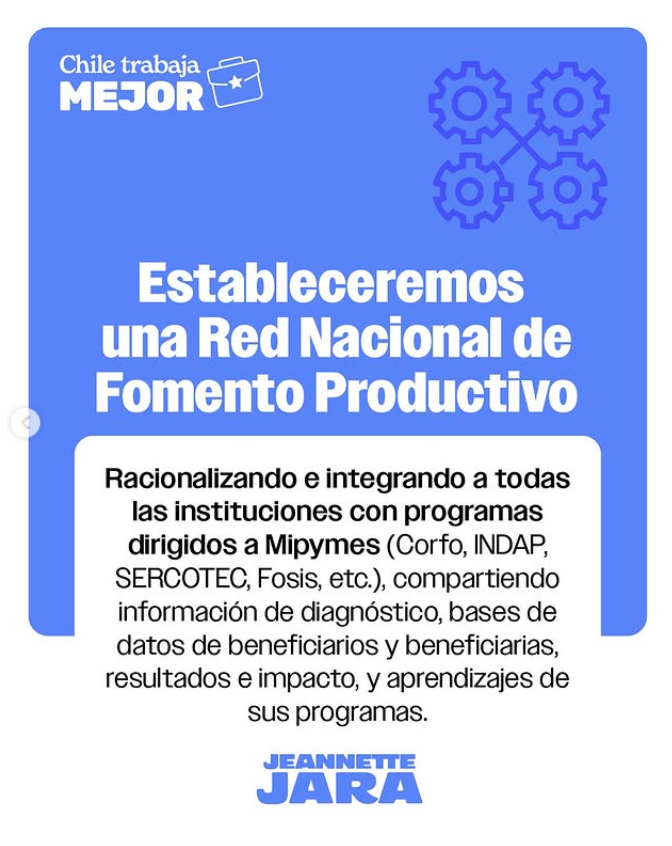 Chile trabaja
MEJOR
Estableceremos
una Red Nacional de
Fomento Productivo
Racionalizando e integrando a todas
las instituciones con programas
dirigidos a Mipymes (Corfo, INDAP,
SERCOTEC, Fosis, etc.), compartiendo
información de diagnóstico, bases de
datos de beneficiarios y beneficiarias,
resultados e impacto, y aprendizajes de
sus programas.
JEANNETTE
JARA